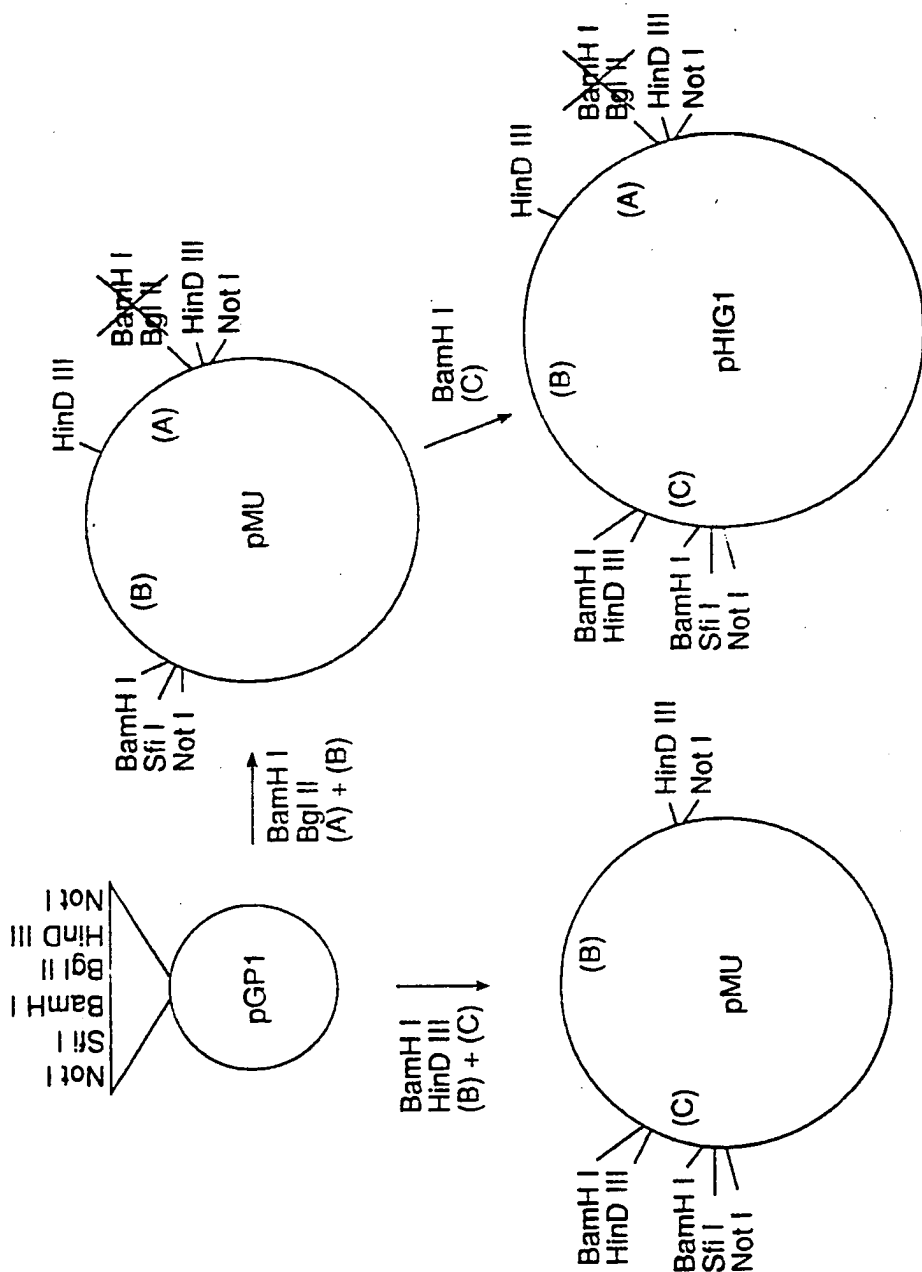 Not I
Sfi I
BamH I
Bgl II
HinD III
Not I
pGP1
BamH I
Bgl II
(A) + (B)
BamH I
Sfi I
Not I
(B)
pMU
(A)
HinD III
BamH I
Bgl II
HinD III
Not I
BamH I
HinD III
(B) + (C)
BamH I
HinD III
BamH I
Sfi I
Not I
(C)
(B)
pMU
HinD III
Not I
BamH I
(C)
BamH I
HinD III
BamH I
Sfi I
Not I
(C)
(B)
pHIG1
(A)
HinD III
BamH I
Bgl II
HinD III
Not I